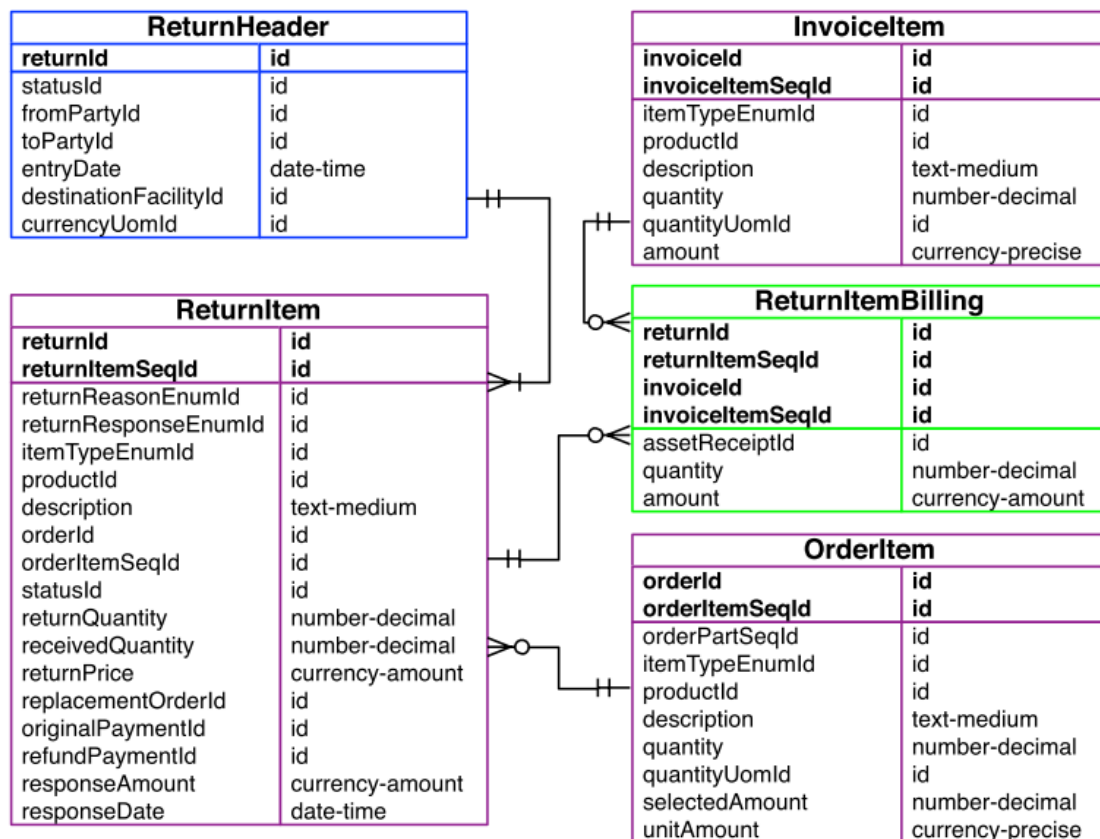 ReturnHeader
returnId id
statusId id
fromPartyId id
toPartyId id
entryDate date-time
destinationFacilityId id
currencyUomId id
ReturnItem
returnId id
returnItemSeqId id
returnReasonEnumId id
returnResponseEnumId id
itemTypeEnumId id
productId id
description text-medium
orderId id
orderItemSeqId id
statusId id
returnQuantity number-decimal
receivedQuantity number-decimal
returnPrice currency-amount
replacementOrderId id
originalPaymentId id
refundPaymentId id
responseAmount currency-amount
responseDate date-time
InvoiceItem
invoiceId id
invoiceItemSeqId id
itemTypeEnumId id
productId id
description text-medium
quantity number-decimal
quantityUomId id
amount currency-precise
ReturnItemBilling
returnId id
returnItemSeqId id
invoiceId id
invoiceItemSeqId id
assetReceiptId id
quantity number-decimal
amount currency-amount
OrderItem
orderId id
orderItemSeqId id
orderPartSeqId id
itemTypeEnumId id
productId id
description text-medium
quantity number-decimal
quantityUomId id
selectedAmount number-decimal
unitAmount currency-precise